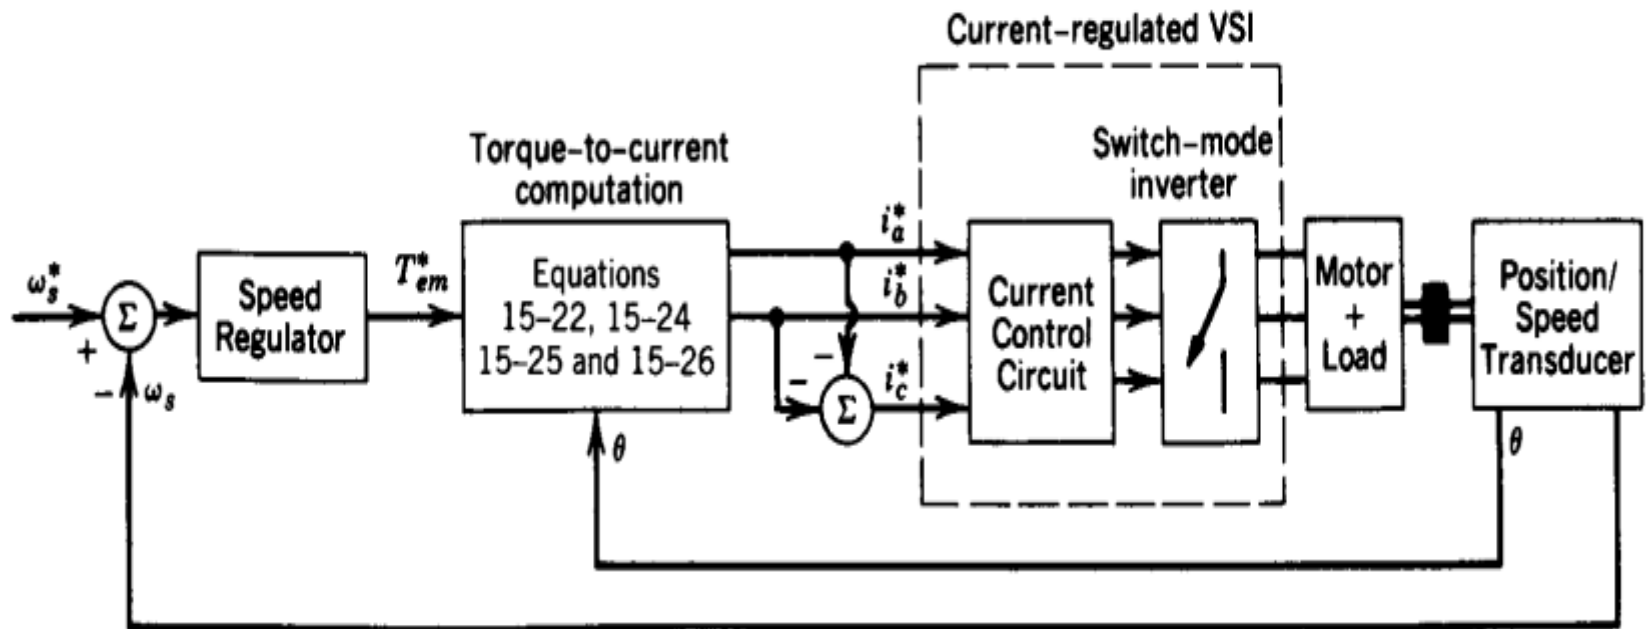 Current-regulated VSI
Torque-to-current
computation
Switch-mode
inverter
ω*s
+
Σ
−
ωs
Speed
Regulator
T*em
Equations
15-22, 15-24
15-25 and 15-26
θ
i*a
i*b
−
−
Σ
i*c
Current
Control
Circuit
Motor
+
Load
Position/
Speed
Transducer
θ